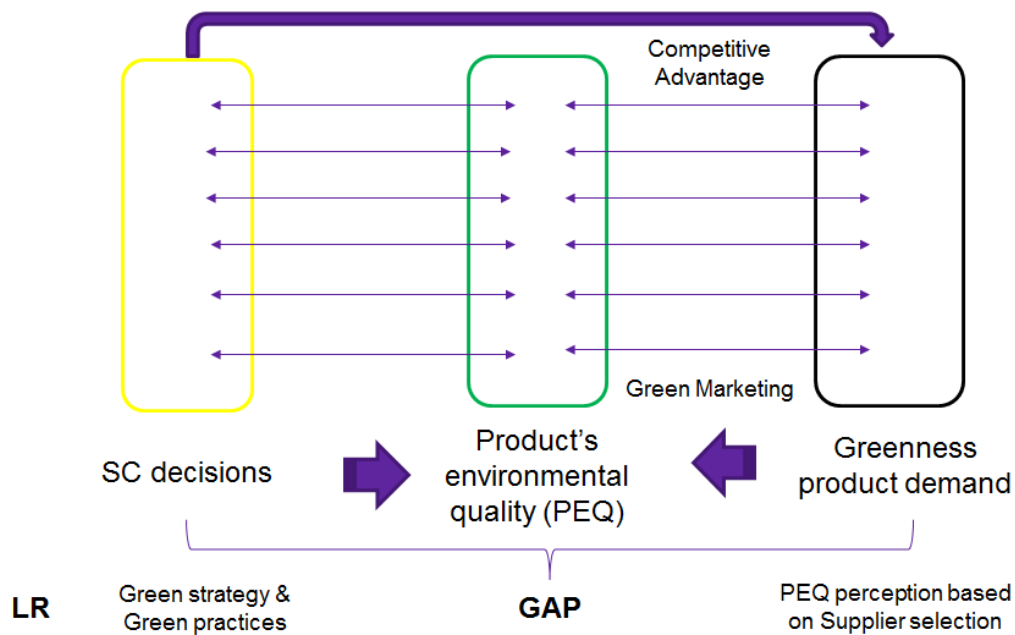 Competitive
Advantage
Green Marketing
SC decisions
Product's
environmental
quality (PEQ)
Greenness
product demand
LR
Green strategy &
Green practices
GAP
PEQ perception based
on Supplier selection